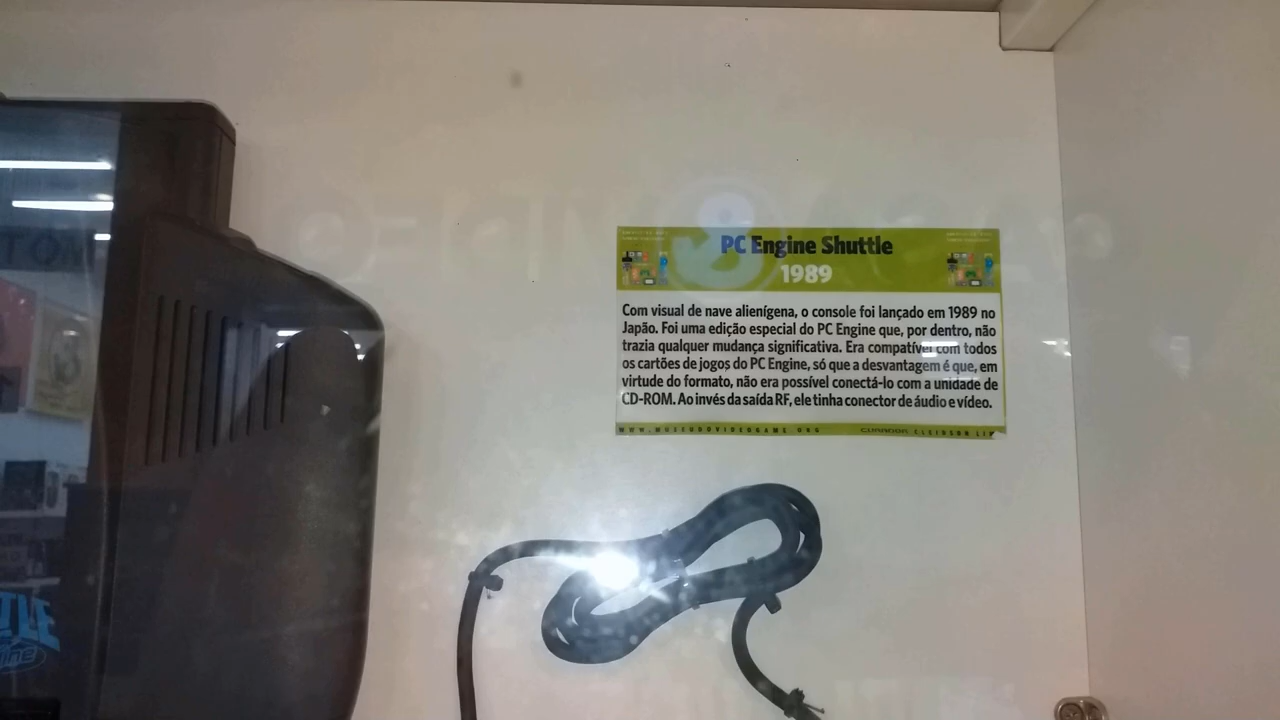 PC Engine Shuttle
1989
Com visual de nave alienígena, o console foi lançado em 1989 no
Japão. Foi uma edição especial do PC Engine que, por dentro, não
trazia qualquer mudança significativa. Era compatível com todos
os cartões de jogos do PC Engine, só que a desvantagem é que, em
virtude do formato, não era possível conectá-lo com a unidade de
CD-ROM. Ao invés da saída RF, ele tinha conector de áudio e vídeo.
WWW.MUSEUDOVIDEOGAME.ORG
CURADOR CLEIDSON LI